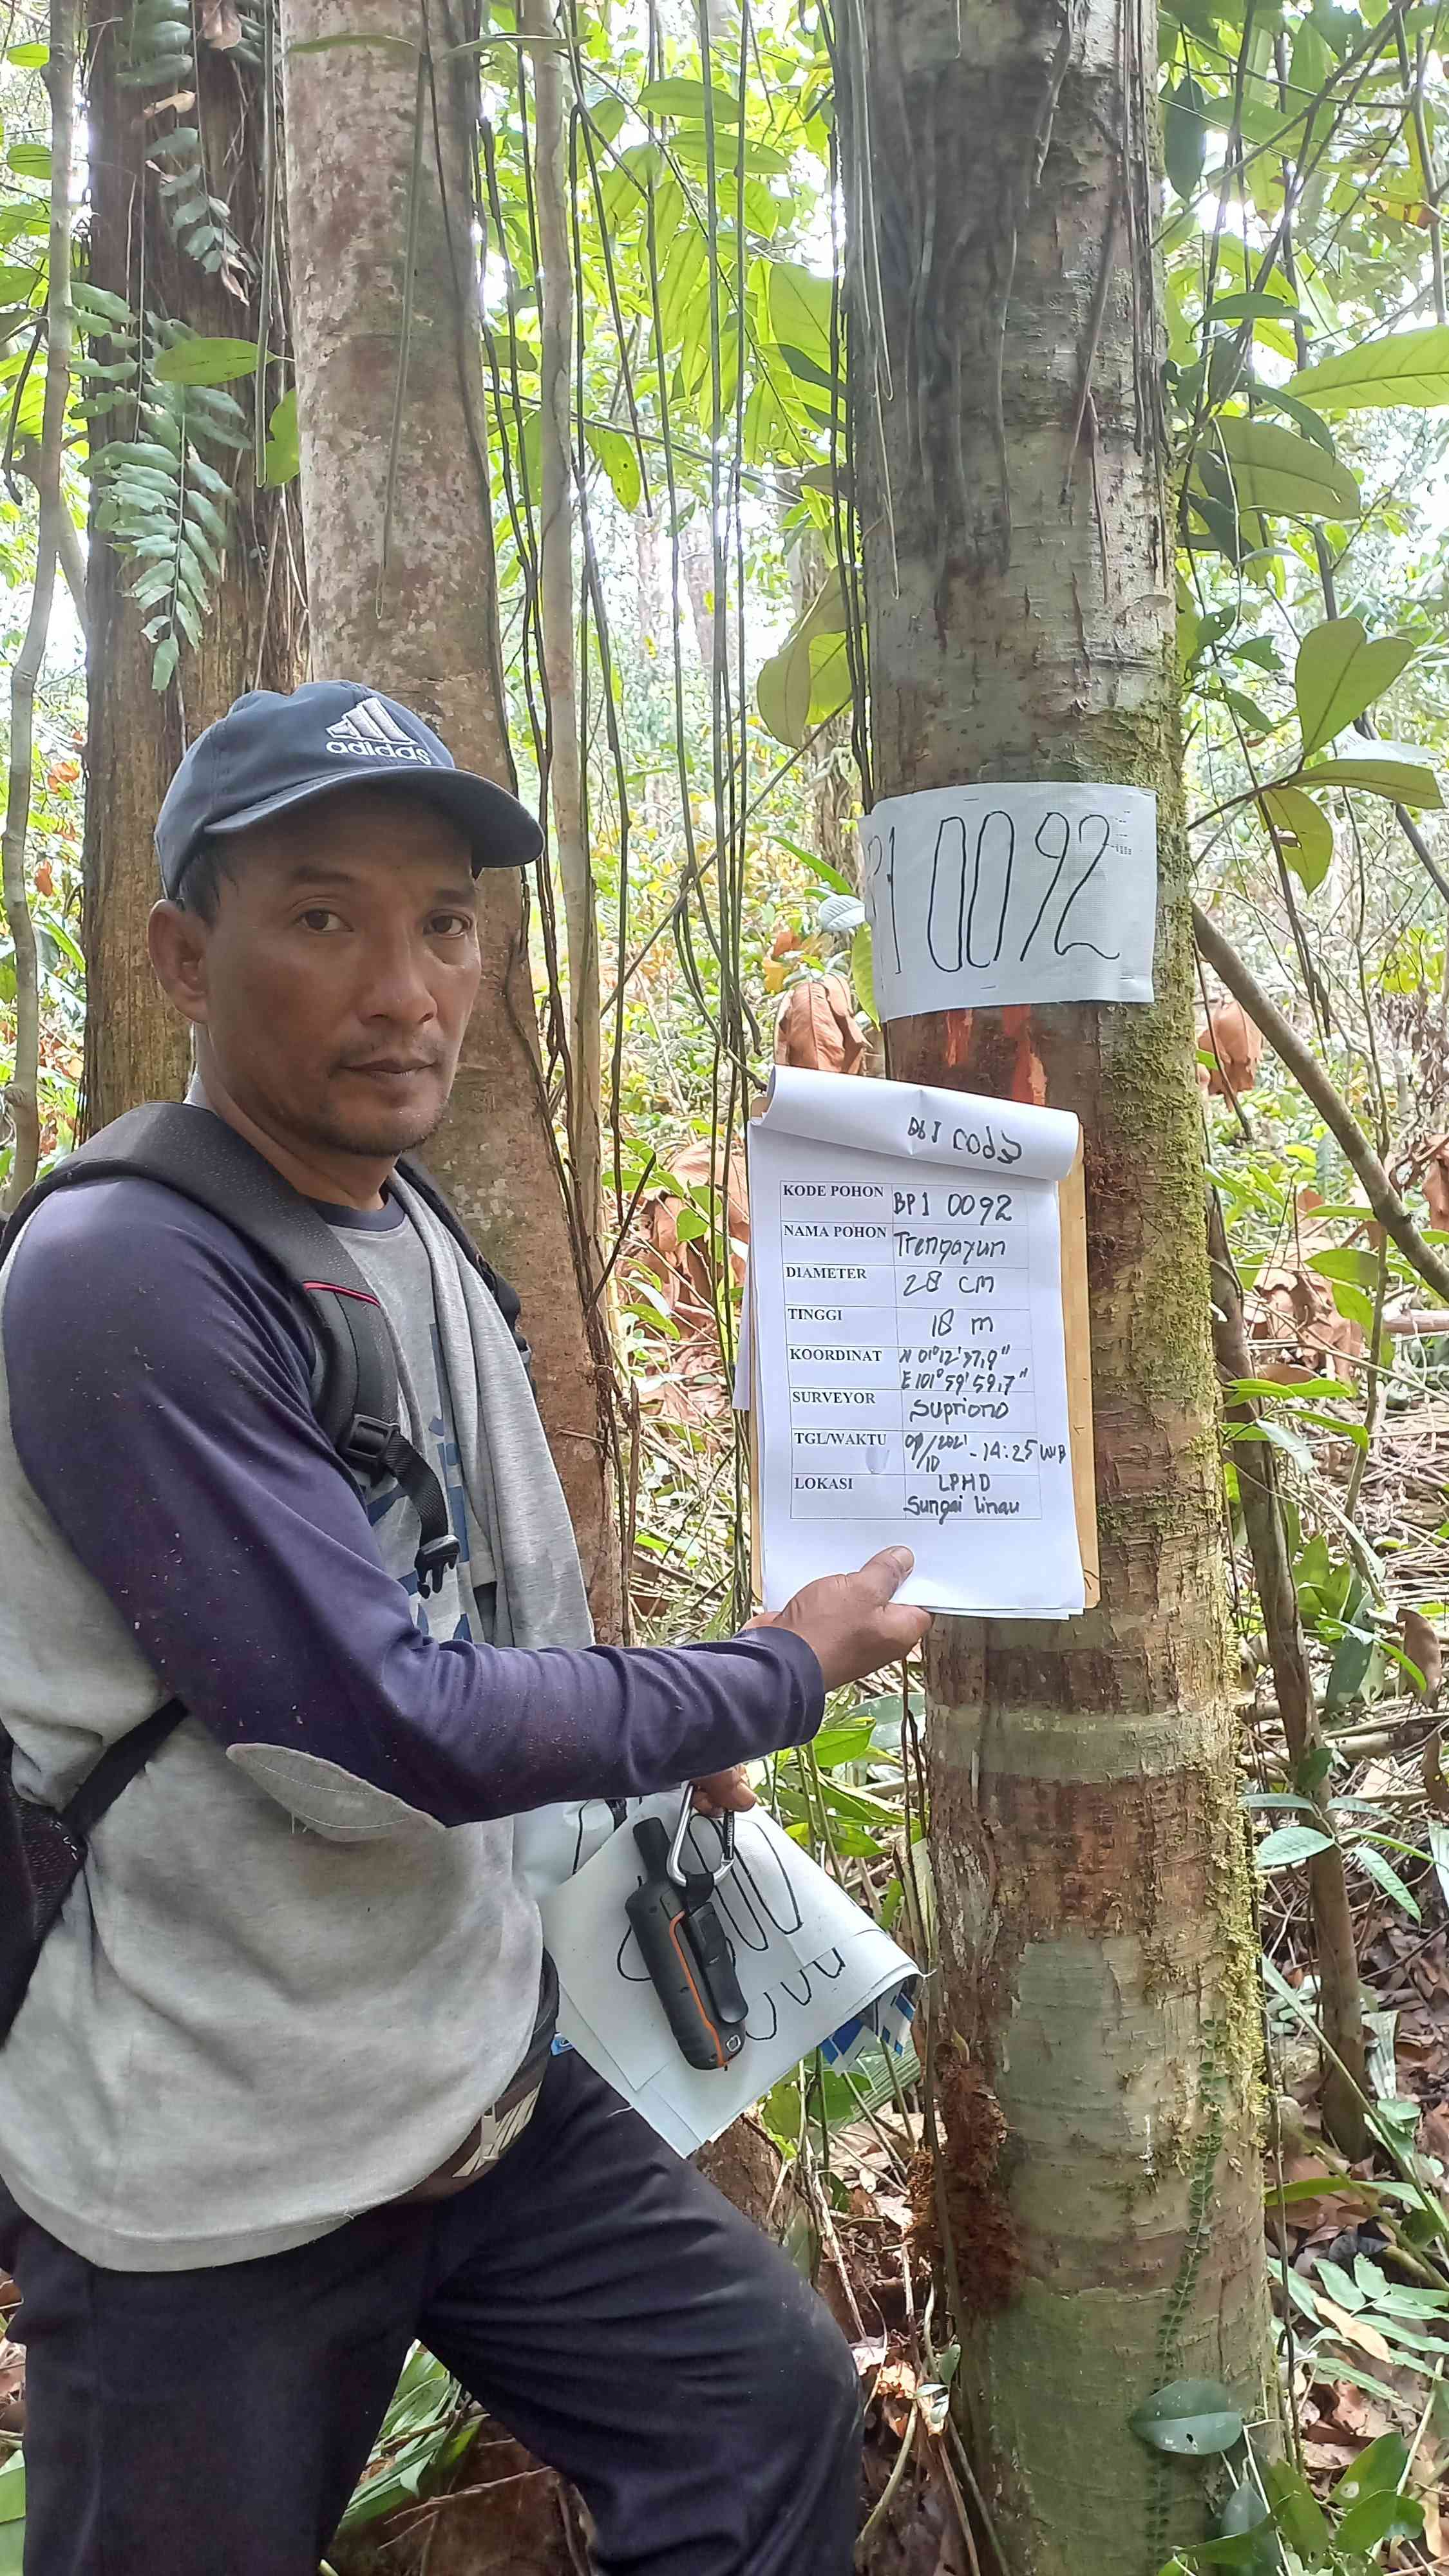 adidas
P1 0092
KODE POHON BP1 0092
NAMA POHON Trengayun
DIAMETER 28 CM
TINGGI 18 m
KOORDINAT N 01°12'37,9"
E 101°59'59,7"
SURVEYOR Supriono
TGL/WAKTU 09/10/2021 - 14:25 WIB
LOKASI LPHD
Sungai linau